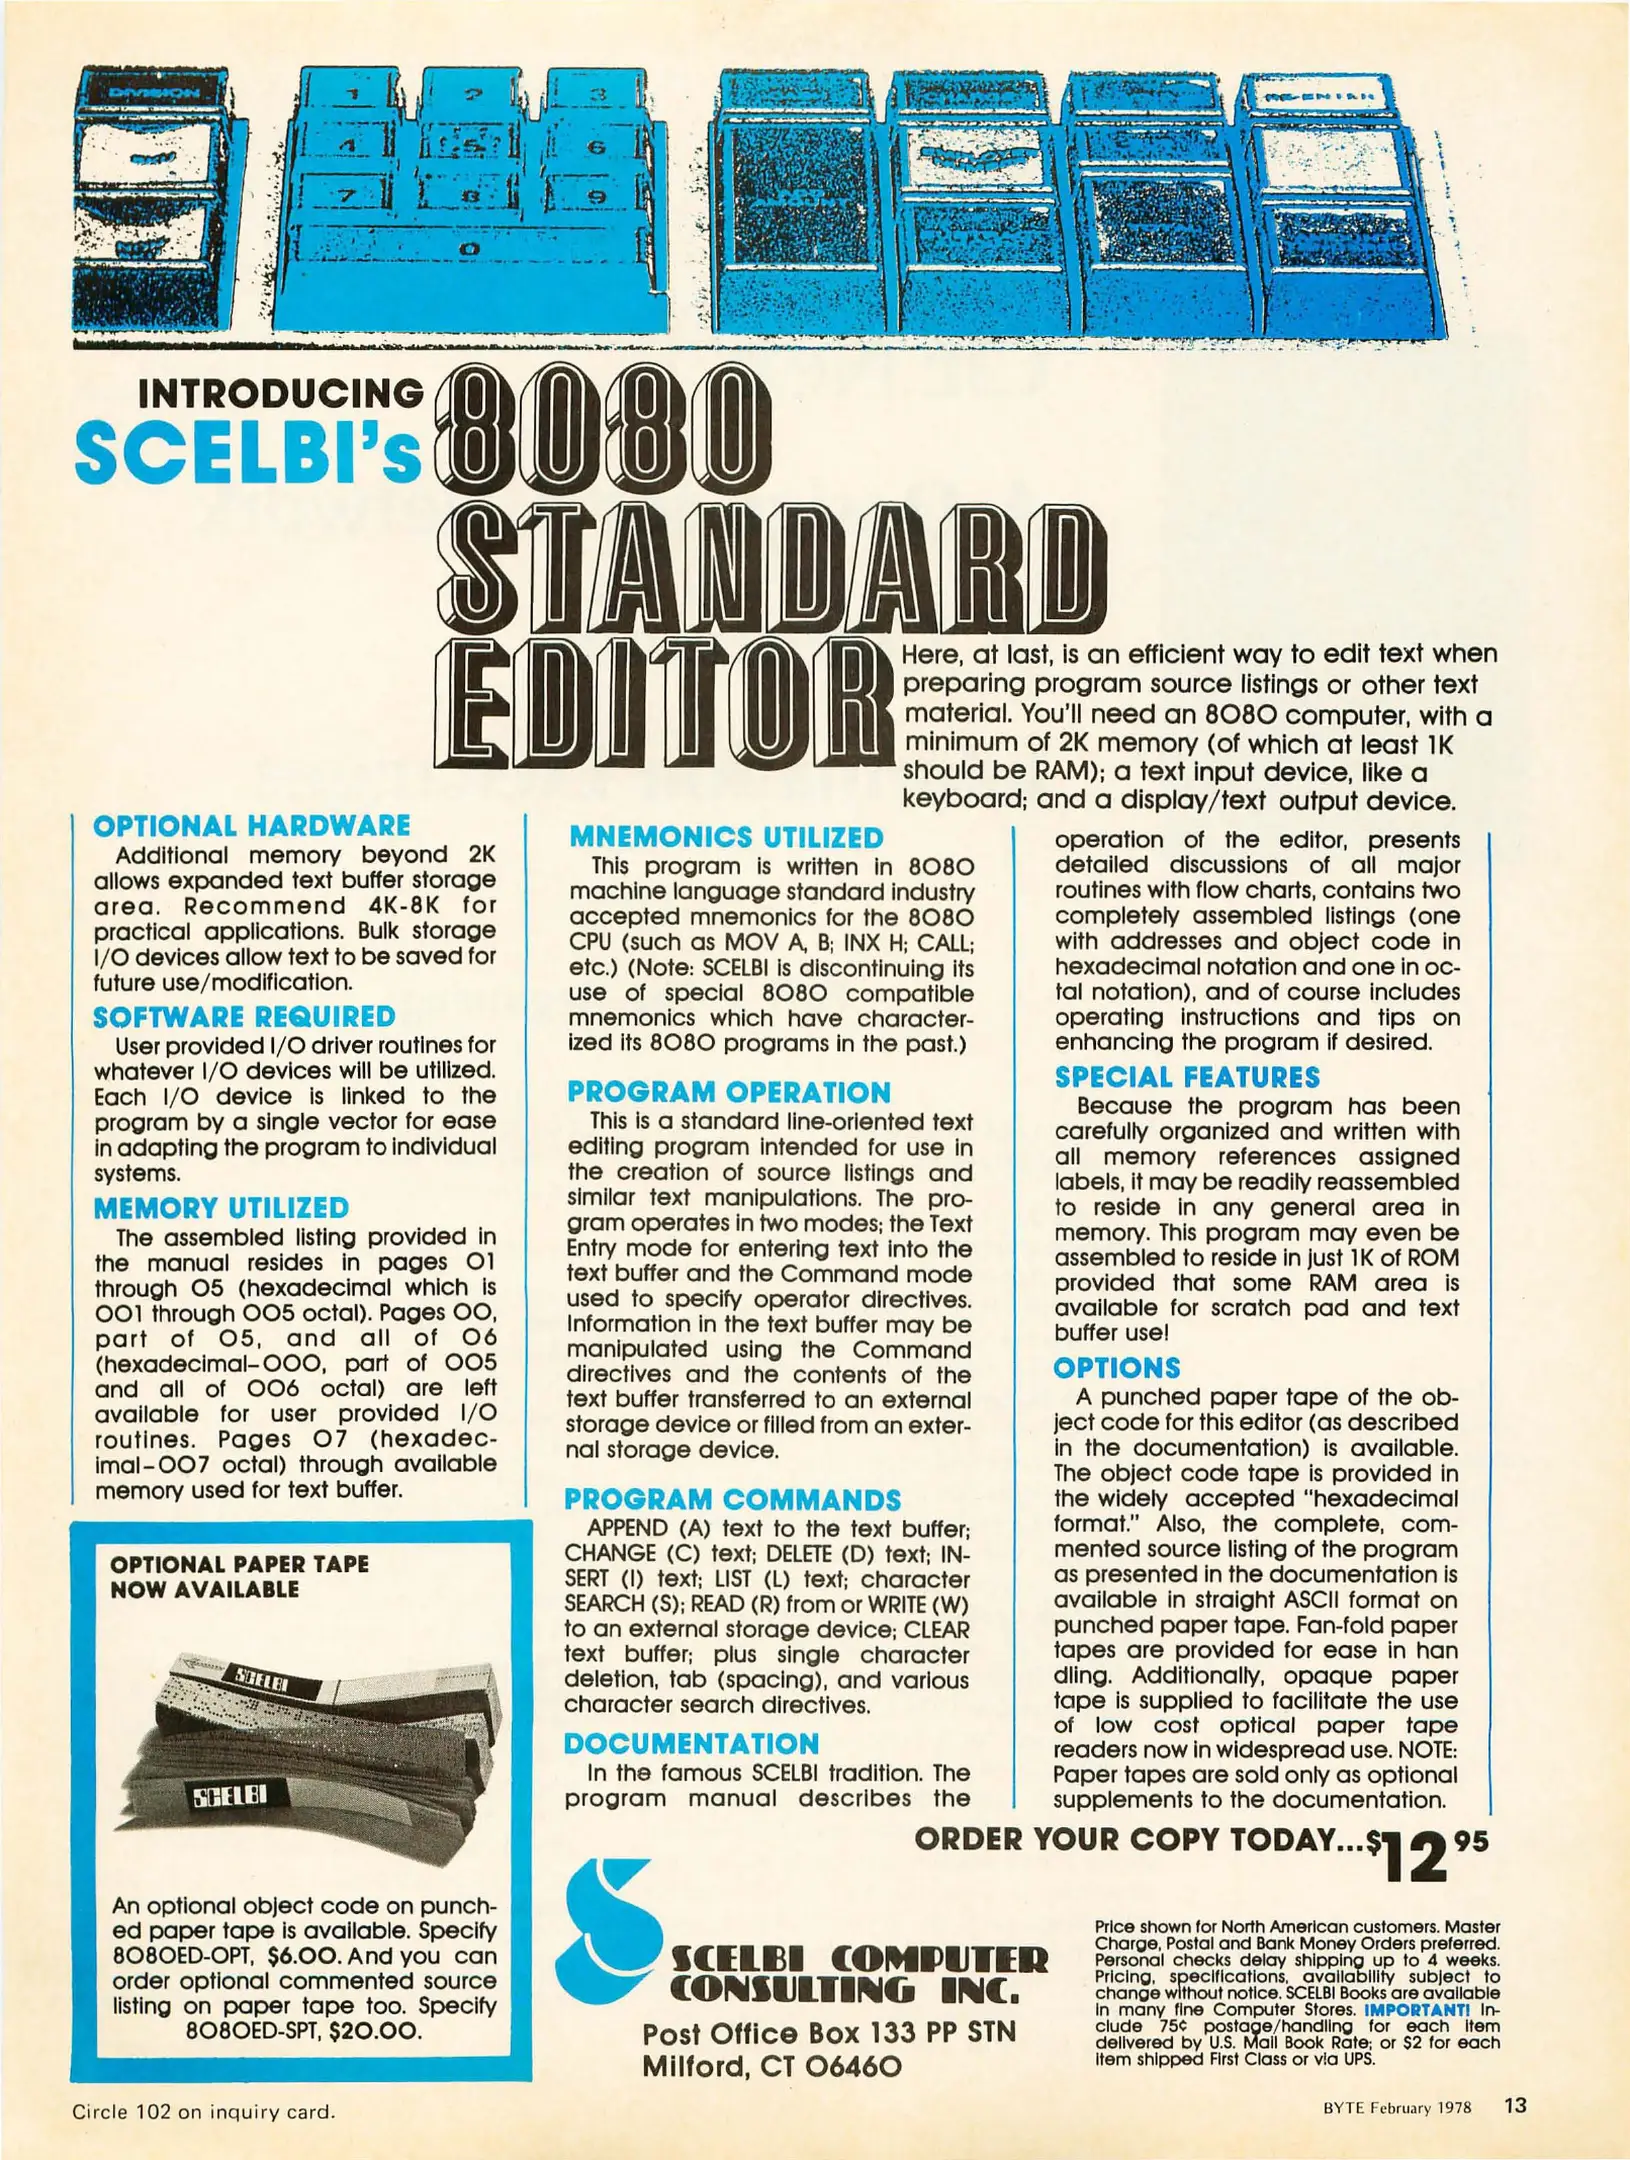 DIVISION
1 2 3
4 5 6
7 8 9
0
INTRODUCING
SCELBI's
8080
STANDARD
EDITOR
Here, at last, is an efficient way to edit text when
preparing program source listings or other text
material. You'll need an 8080 computer, with a
minimum of 2K memory (of which at least 1K
should be RAM); a text input device, like a
keyboard; and a display/text output device.
OPTIONAL HARDWARE
Additional memory beyond 2K
allows expanded text buffer storage
area. Recommend 4K-8K for
practical applications. Bulk storage
I/O devices allow text to be saved for
future use/modification.
SOFTWARE REQUIRED
User provided I/O driver routines for
whatever I/O devices will be utilized.
Each I/O device is linked to the
program by a single vector for ease
in adapting the program to individual
systems.
MEMORY UTILIZED
The assembled listing provided in
the manual resides in pages 01
through 05 (hexadecimal which is
001 through 005 octal). Pages 00,
part of 05, and all of 06
(hexadecimal-000, part of 005
and all of 006 octal) are left
available for user provided I/O
routines. Pages 07 (hexadec-
imal-007 octal) through available
memory used for text buffer.
OPTIONAL PAPER TAPE
NOW AVAILABLE
SCELBI
SCELBI
An optional object code on punch-
ed paper tape is available. Specify
8080ED-OPT, $6.00. And you can
order optional commented source
listing on paper tape too. Specify
8080ED-SPT, $20.00.
MNEMONICS UTILIZED
This program is written in 8080
machine language standard industry
accepted mnemonics for the 8080
CPU (such as MOV A, B; INX H; CALL;
etc.) (Note: SCELBI is discontinuing its
use of special 8080 compatible
mnemonics which have character-
ized its 8080 programs in the past.)
PROGRAM OPERATION
This is a standard line-oriented text
editing program intended for use in
the creation of source listings and
similar text manipulations. The pro-
gram operates in two modes; the Text
Entry mode for entering text into the
text buffer and the Command mode
used to specify operator directives.
Information in the text buffer may be
manipulated using the Command
directives and the contents of the
text buffer transferred to an external
storage device or filled from an exter-
nal storage device.
PROGRAM COMMANDS
APPEND (A) text to the text buffer;
CHANGE (C) text; DELETE (D) text; IN-
SERT (I) text; LIST (L) text; character
SEARCH (S); READ (R) from or WRITE (W)
to an external storage device; CLEAR
text buffer; plus single character
deletion, tab (spacing), and various
character search directives.
DOCUMENTATION
In the famous SCELBI tradition. The
program manual describes the
operation of the editor, presents
detailed discussions of all major
routines with flow charts, contains two
completely assembled listings (one
with addresses and object code in
hexadecimal notation and one in oc-
tal notation), and of course includes
operating instructions and tips on
enhancing the program if desired.
SPECIAL FEATURES
Because the program has been
carefully organized and written with
all memory references assigned
labels, it may be readily reassembled
to reside in any general area in
memory. This program may even be
assembled to reside in just 1K of ROM
provided that some RAM area is
available for scratch pad and text
buffer use!
OPTIONS
A punched paper tape of the ob-
ject code for this editor (as described
in the documentation) is available.
The object code tape is provided in
the widely accepted "hexadecimal
format." Also, the complete, com-
mented source listing of the program
as presented in the documentation is
available in straight ASCII format on
punched paper tape. Fan-fold paper
tapes are provided for ease in han
dling. Additionally, opaque paper
tape is supplied to facilitate the use
of low cost optical paper tape
readers now in widespread use. NOTE:
Paper tapes are sold only as optional
supplements to the documentation.
ORDER YOUR COPY TODAY...$12 95
SCELBI COMPUTER
CONSULTING INC.
Post Office Box 133 PP STN
Milford, CT 06460
Price shown for North American customers. Master
Charge, Postal and Bank Money Orders preferred.
Personal checks delay shipping up to 4 weeks.
Pricing, specifications, availability subject to
change without notice. SCELBI Books are available
in many fine Computer Stores. IMPORTANT! In-
clude 75¢ postage/handling for each item
delivered by U.S. Mail Book Rate; or $2 for each
item shipped First Class or via UPS.
Circle 102 on inquiry card.
BYTE February 1978 13